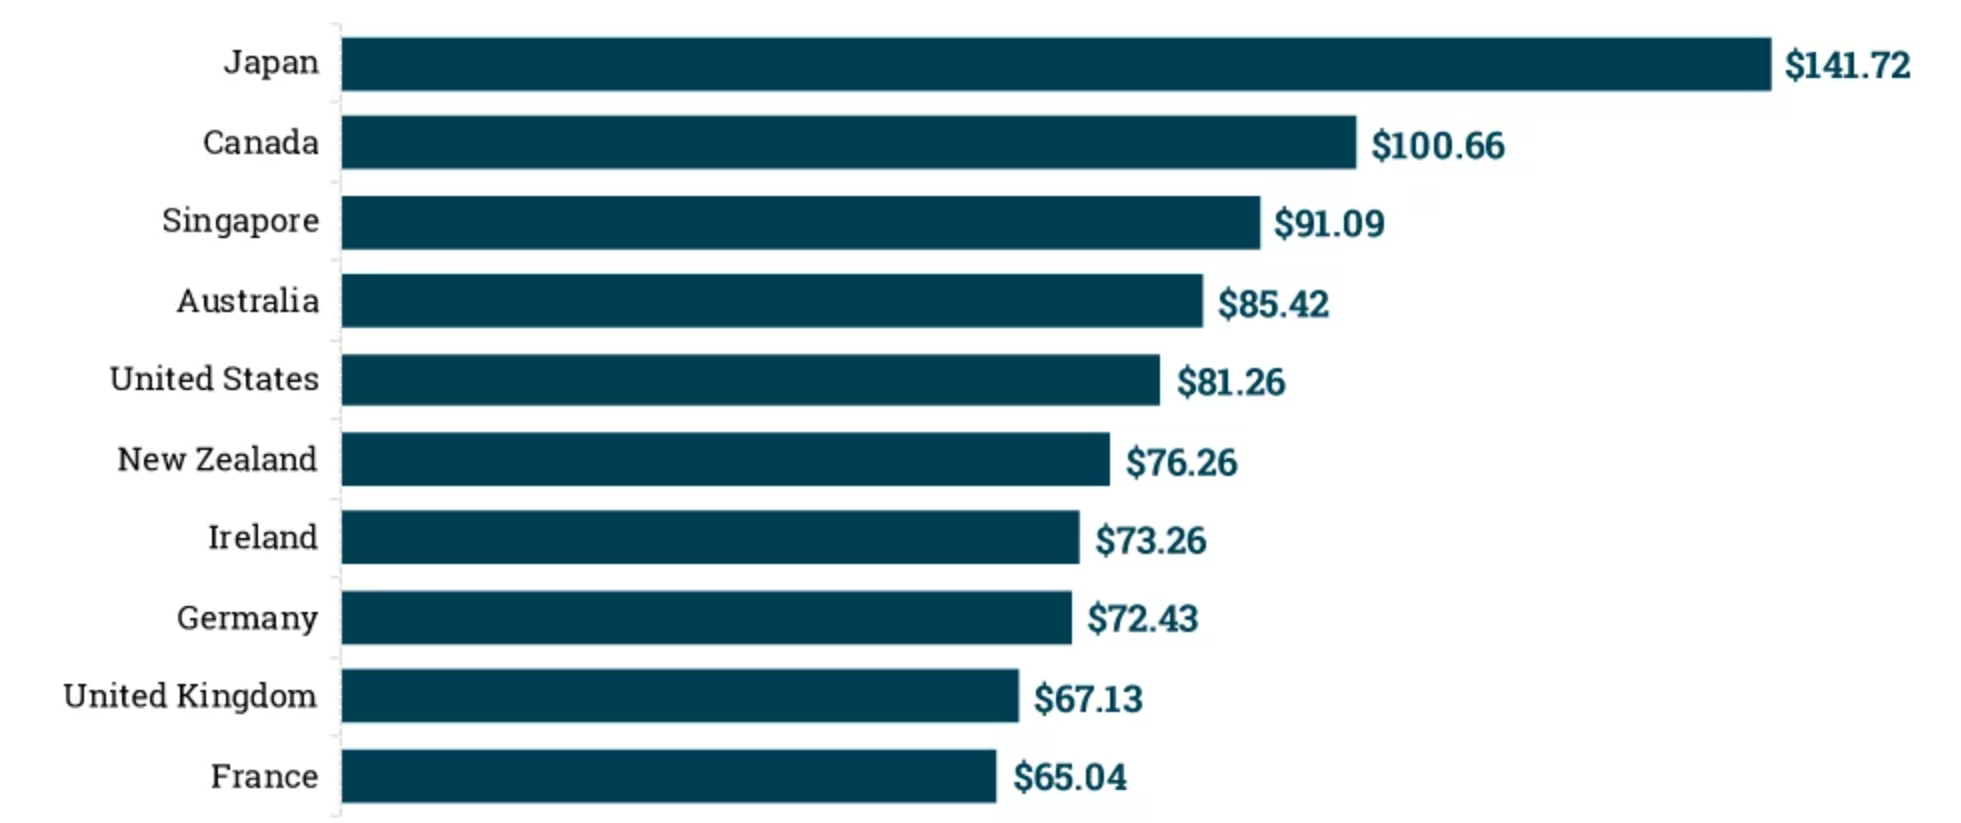 Japan $141.72
Canada $100.66
Singapore $91.09
Australia $85.42
United States $81.26
New Zealand $76.26
Ireland $73.26
Germany $72.43
United Kingdom $67.13
France $65.04